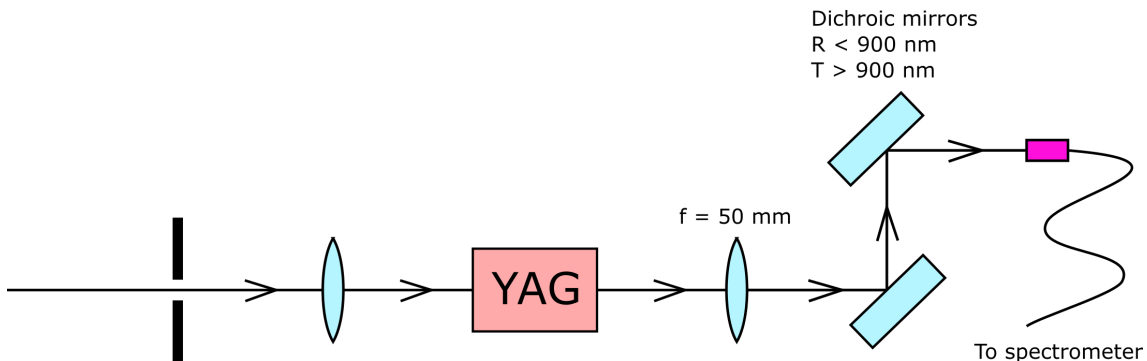 Dichroic mirrors
R < 900 nm
T > 900 nm
f = 50 mm
YAG
To spectrometer